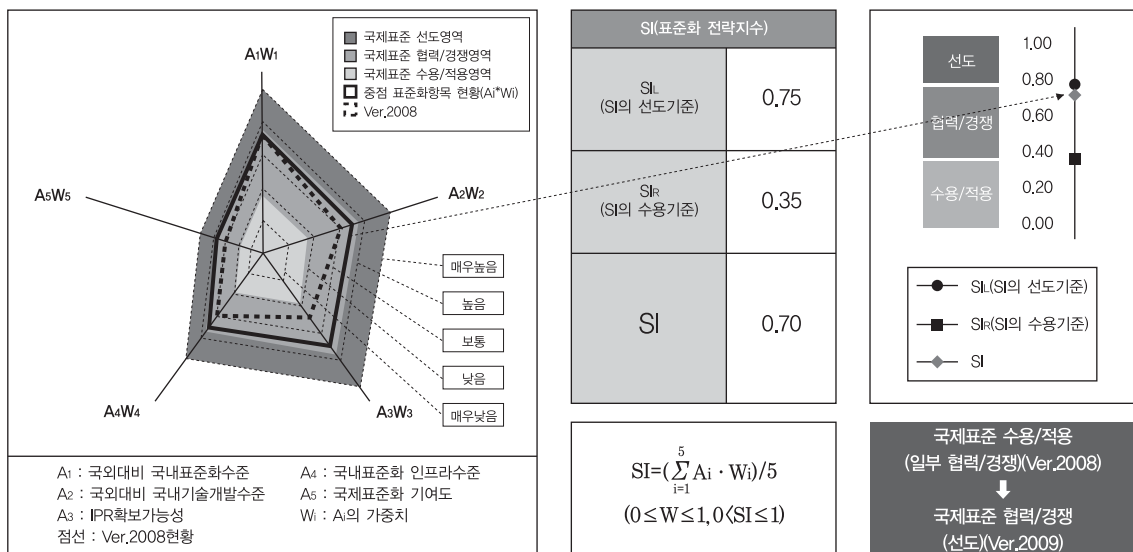 국제표준 선도영역
국제표준 협력/경쟁영역
국제표준 수용/적용영역
중점 표준화항목 현황(Ai*Wi)
Ver.2008
A1W1
A2W2
A3W3
A4W4
A5W5
매우높음
높음
보통
낮음
매우낮음
A1 : 국외대비 국내표준화수준
A2 : 국외대비 국내기술개발수준
A3 : IPR확보가능성
점선 : Ver.2008현황
A4 : 국내표준화 인프라수준
A5 : 국제표준화 기여도
Wi : Ai의 가중치
SI(표준화 전략지수)
SIL
(SI의 선도기준)
0.75
SIR
(SI의 수용기준)
0.35
SI
0.70
SI=(∑Ai · Wi)/5
5
i=1
(0≤W≤1, 0<SI≤1)
선도
협력/경쟁
수용/적용
1.00
0.80
0.60
0.40
0.20
0.00
SIL(SI의 선도기준)
SIR(SI의 수용기준)
SI
국제표준 수용/적용
(일부 협력/경쟁)(Ver.2008)
국제표준 협력/경쟁
(선도)(Ver.2009)